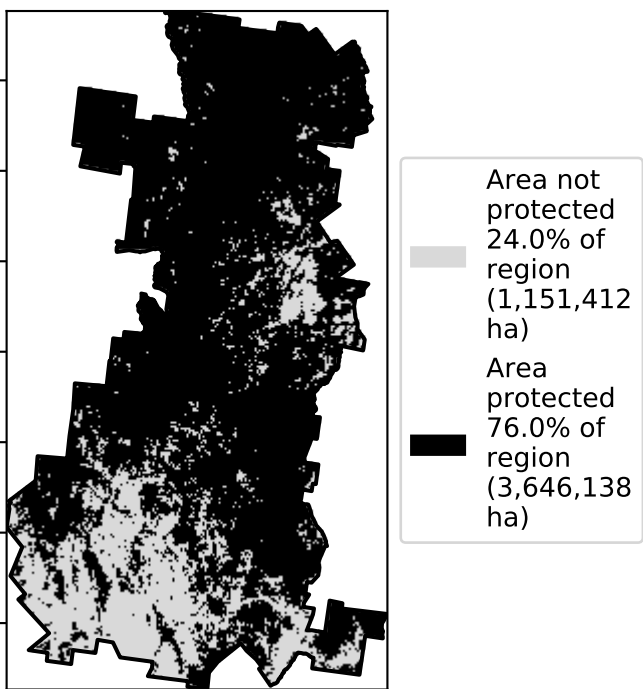 Area not
protected
24.0% of
region
(1,151,412
ha)
Area
protected
76.0% of
region
(3,646,138
ha)